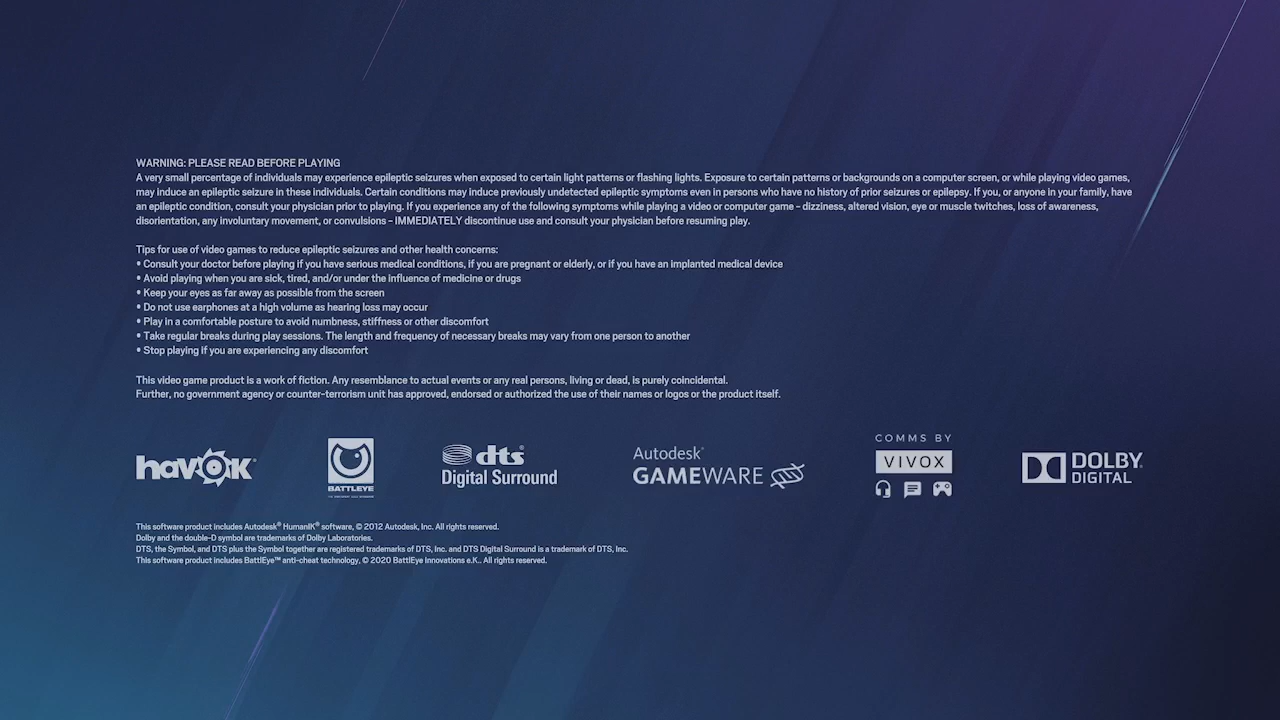 WARNING: PLEASE READ BEFORE PLAYING
A very small percentage of individuals may experience epileptic seizures when exposed to certain light patterns or flashing lights. Exposure to certain patterns or backgrounds on a computer screen, or while playing video games,
may induce an epileptic seizure in these individuals. Certain conditions may induce previously undetected epileptic symptoms even in persons who have no history of prior seizures or epilepsy. If you, or anyone in your family, have
an epileptic condition, consult your physician prior to playing. If you experience any of the following symptoms while playing a video or computer game - dizziness, altered vision, eye or muscle twitches, loss of awareness,
disorientation, any involuntary movement, or convulsions - IMMEDIATELY discontinue use and consult your physician before resuming play.
Tips for use of video games to reduce epileptic seizures and other health concerns:
• Consult your doctor before playing if you have serious medical conditions, if you are pregnant or elderly, or if you have an implanted medical device
• Avoid playing when you are sick, tired, and/or under the influence of medicine or drugs
• Keep your eyes as far away as possible from the screen
• Do not use earphones at a high volume as hearing loss may occur
• Play in a comfortable posture to avoid numbness, stiffness or other discomfort
• Take regular breaks during play sessions. The length and frequency of necessary breaks may vary from one person to another
• Stop playing if you are experiencing any discomfort
This video game product is a work of fiction. Any resemblance to actual events or any real persons, living or dead, is purely coincidental.
Further, no government agency or counter-terrorism unit has approved, endorsed or authorized the use of their names or logos or the product itself.
havok®
BATTLEYE
dts®
Digital Surround
Autodesk®
GAMEWARE
COMMS BY
VIVOX
DOLBY®
DIGITAL
This software product includes Autodesk® HumanIK® software, © 2012 Autodesk, Inc. All rights reserved.
Dolby and the double-D symbol are trademarks of Dolby Laboratories.
DTS, the Symbol, and DTS plus the Symbol together are registered trademarks of DTS, Inc. and DTS Digital Surround is a trademark of DTS, Inc.
This software product includes BattlEye™ anti-cheat technology, © 2020 BattlEye Innovations e.K.. All rights reserved.